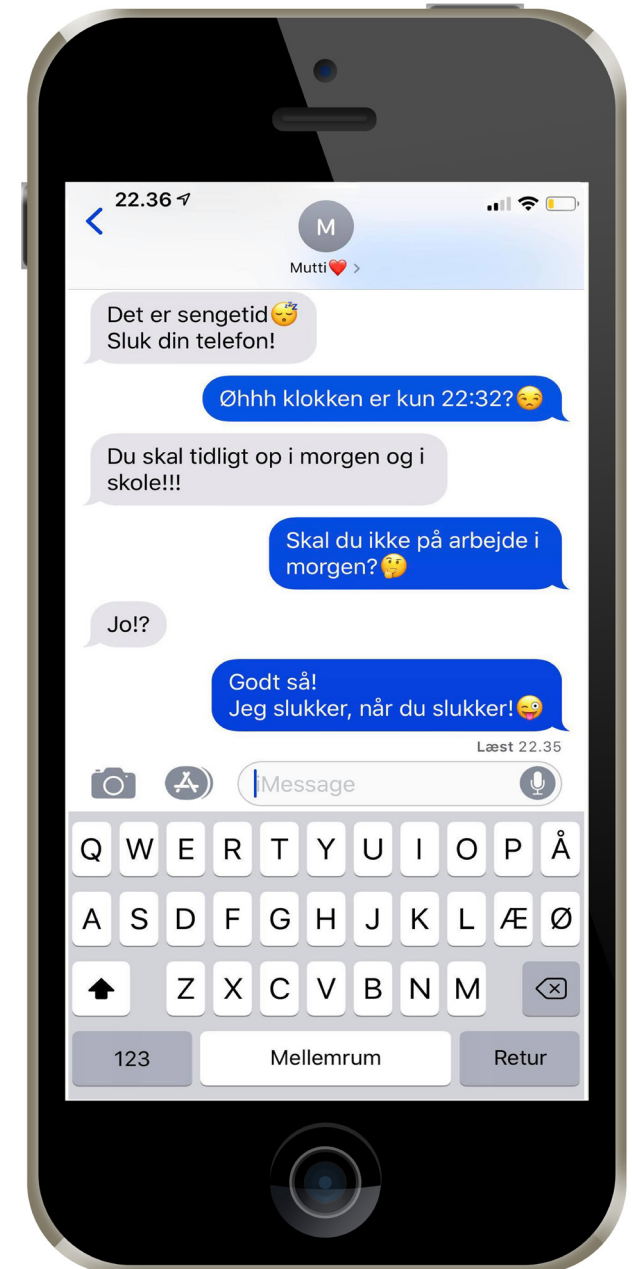 22.36
M
Mutti❤️ >
Det er sengetid😴
Sluk din telefon!
Øhhh klokken er kun 22:32?😒
Du skal tidligt op i morgen og i
skole!!!
Skal du ikke på arbejde i
morgen?🤔
Jo!?
Godt så!
Jeg slukker, når du slukker!😜
Læst 22.35
iMessage
Q W E R T Y U I O P Å
A S D F G H J K L Æ Ø
Z X C V B N M
123 Mellemrum Retur